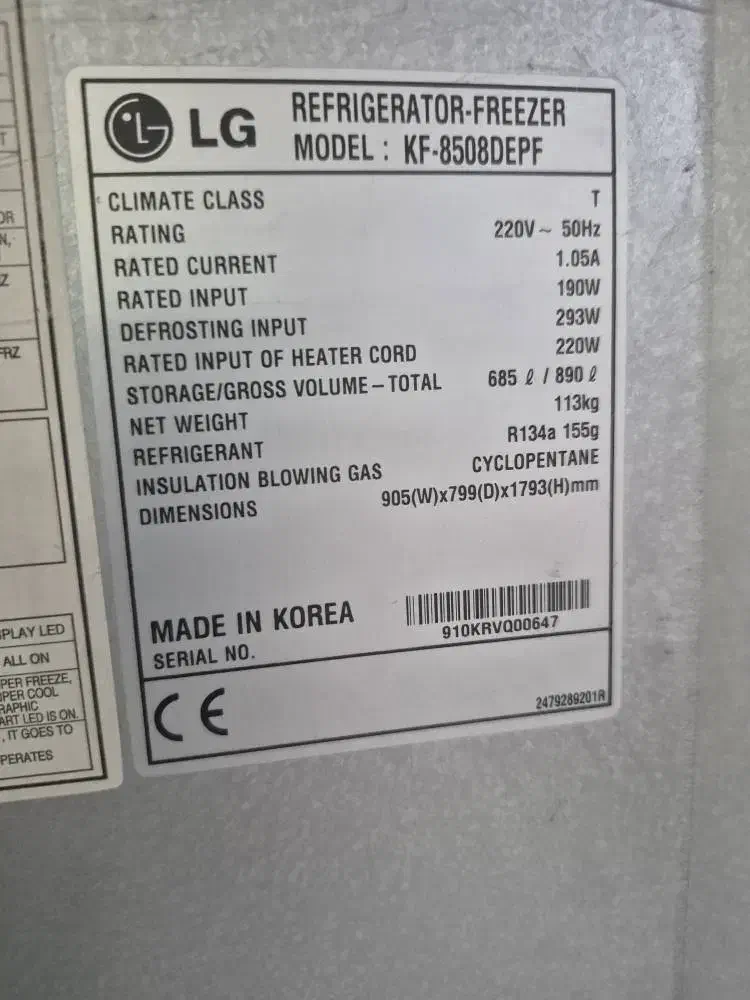 LG
REFRIGERATOR-FREEZER
MODEL : KF-8508DEPF
CLIMATE CLASS T
RATING 220V ~ 50Hz
RATED CURRENT 1.05A
RATED INPUT 190W
DEFROSTING INPUT 293W
RATED INPUT OF HEATER CORD 220W
STORAGE/GROSS VOLUME – TOTAL 685 ℓ / 890 ℓ
NET WEIGHT 113kg
REFRIGERANT R134a 155g
INSULATION BLOWING GAS CYCLOPENTANE
DIMENSIONS 905(W)x799(D)x1793(H)mm
MADE IN KOREA
SERIAL NO.
910KRVQ00647
CE
2479289201R
SPLAY LED
ALL ON
PER FREEZE,
PER COOL
RAPHIC
ART LED IS ON.
, IT GOES TO
PERATES